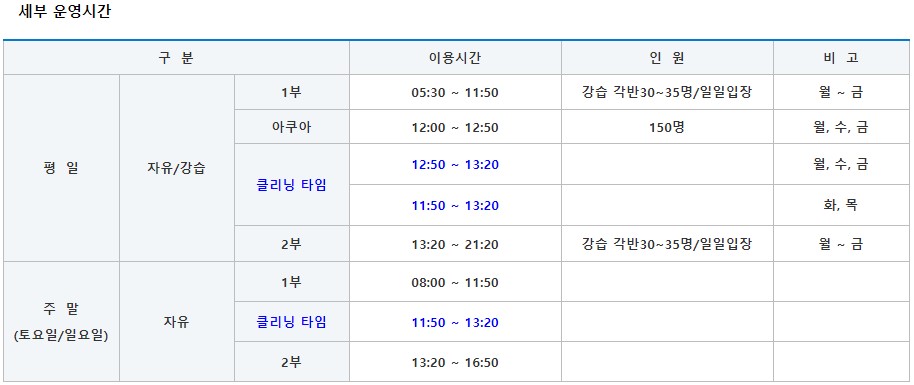 세부 운영시간
구 분 이용시간 인 원 비 고
평 일 자유/강습 1부 05:30 ~ 11:50 강습 각반30~35명/일일입장 월 ~ 금
아쿠아 12:00 ~ 12:50 150명 월, 수, 금
클리닝 타임 12:50 ~ 13:20 월, 수, 금
11:50 ~ 13:20 화, 목
2부 13:20 ~ 21:20 강습 각반30~35명/일일입장 월 ~ 금
주 말
(토요일/일요일) 자유 1부 08:00 ~ 11:50
클리닝 타임 11:50 ~ 13:20
2부 13:20 ~ 16:50